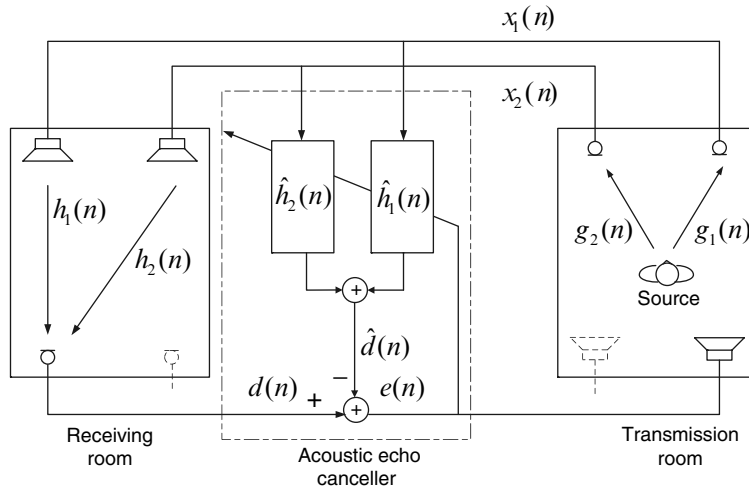 x₁(n)
x₂(n)
h₁(n)
h₂(n)
ĥ₂(n)
ĥ₁(n)
g₂(n)
g₁(n)
Source
+
d̂(n)
−
d(n)
+
e(n)
+
Receiving
room
Acoustic echo
canceller
Transmission
room